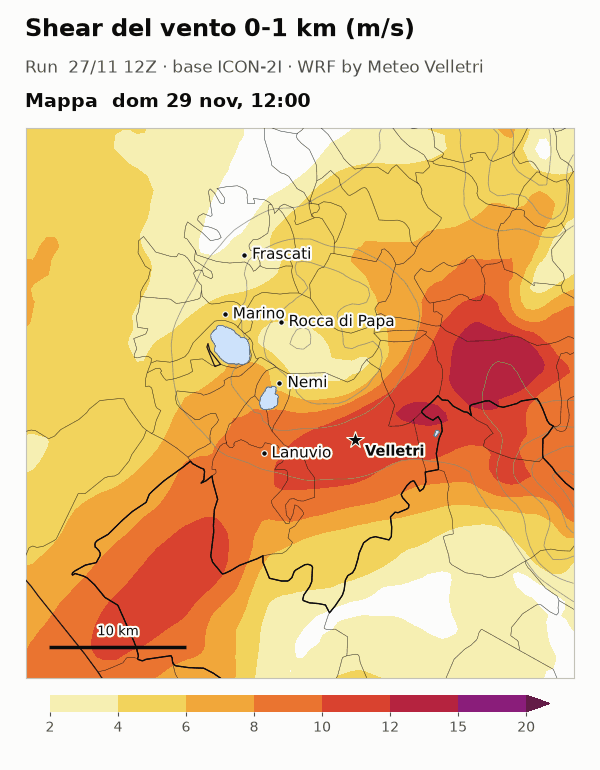 Shear del vento 0-1 km (m/s)
Run  27/11 12Z · base ICON-2I · WRF by Meteo Velletri
Mappa  dom 29 nov, 12:00
Frascati
Marino
Rocca di Papa
Nemi
Velletri
Lanuvio
10 km
2 4 6 8 10 12 15 20